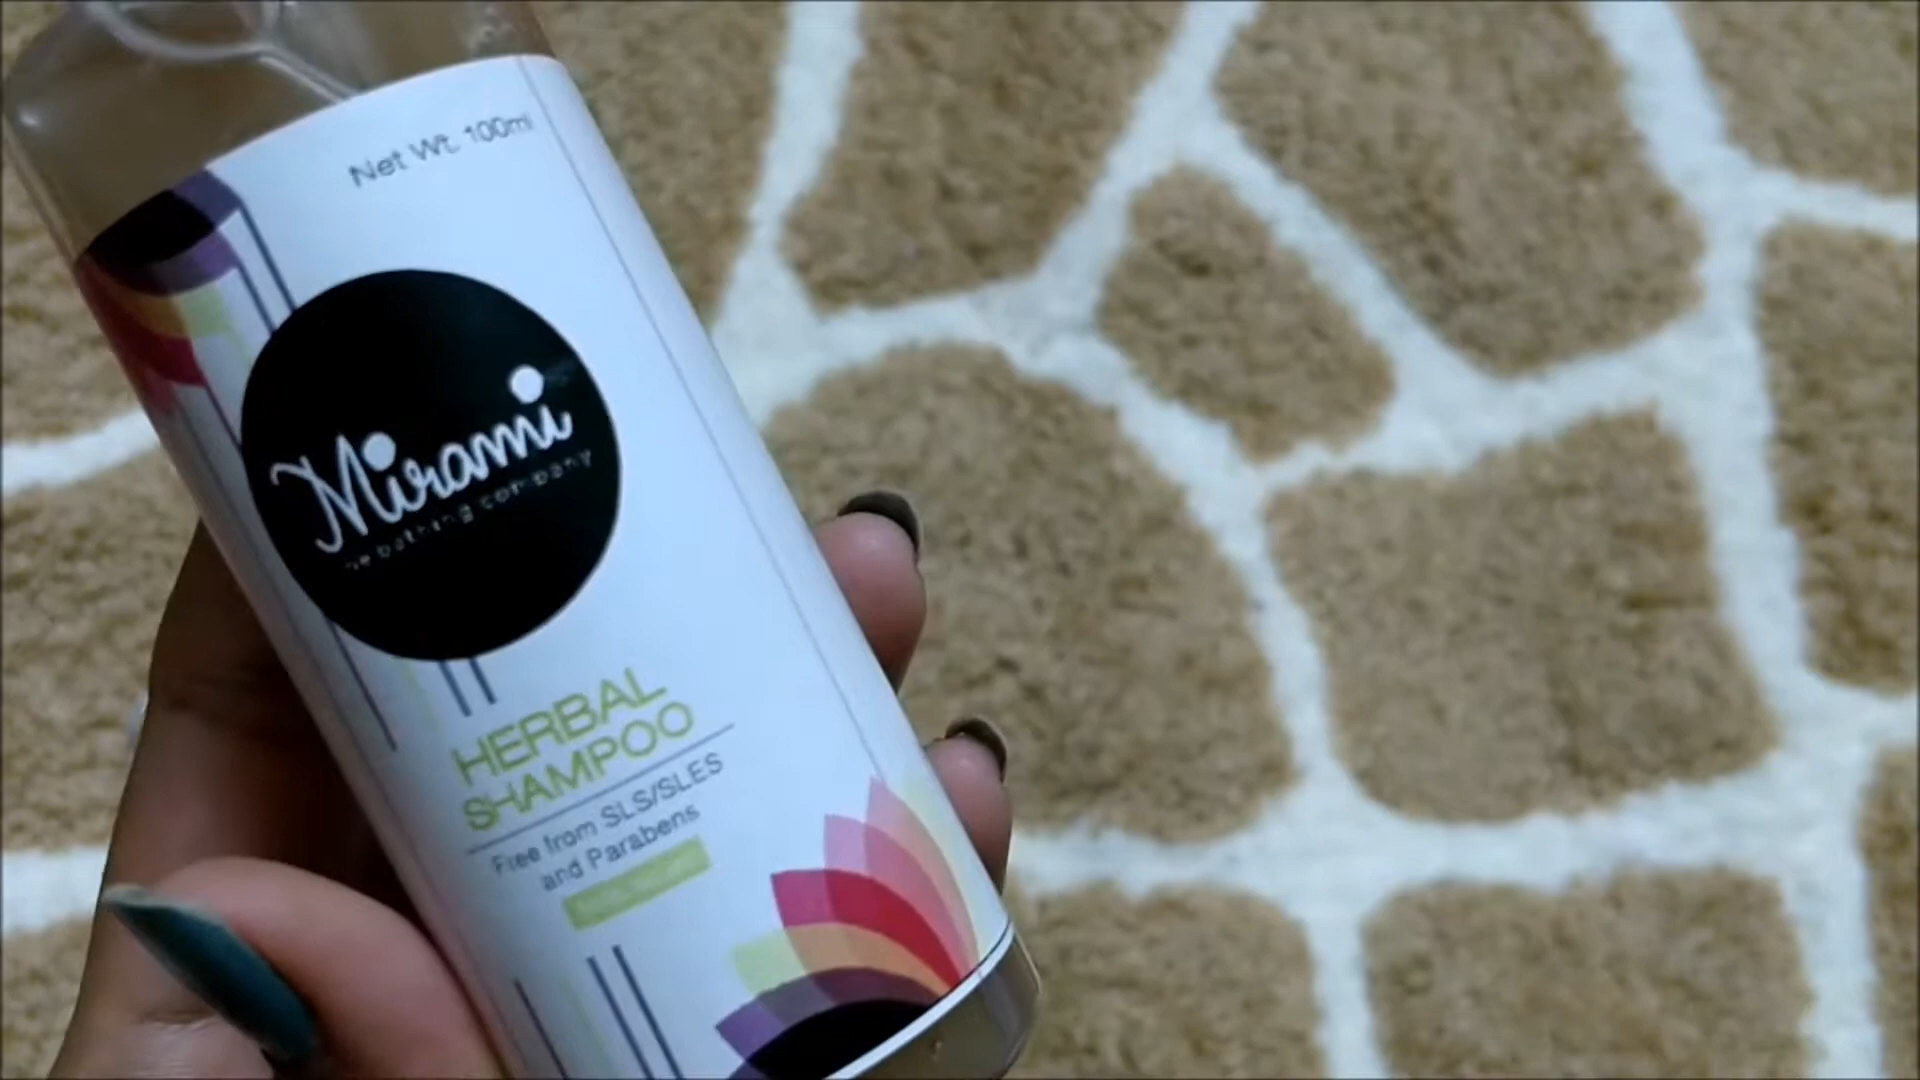 Net Wt. 100ml
Mirami
the bathing company
HERBAL
SHAMPOO
Free from SLS/SLES
and Parabens